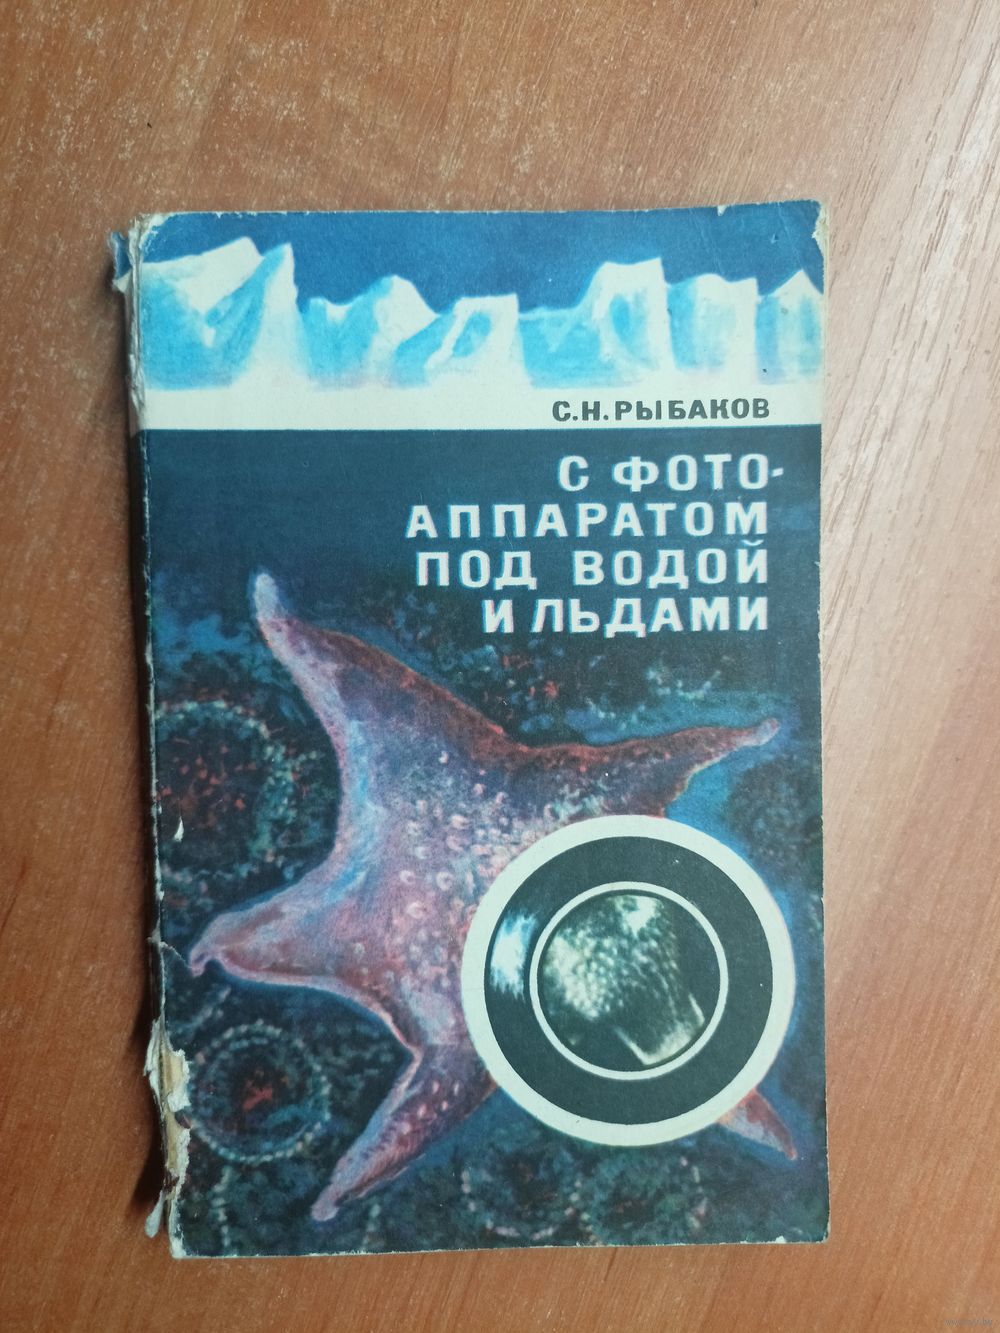 С.Н.РЫБАКОВ
С ФОТО-
АППАРАТОМ
ПОД ВОДОЙ
И ЛЬДАМИ